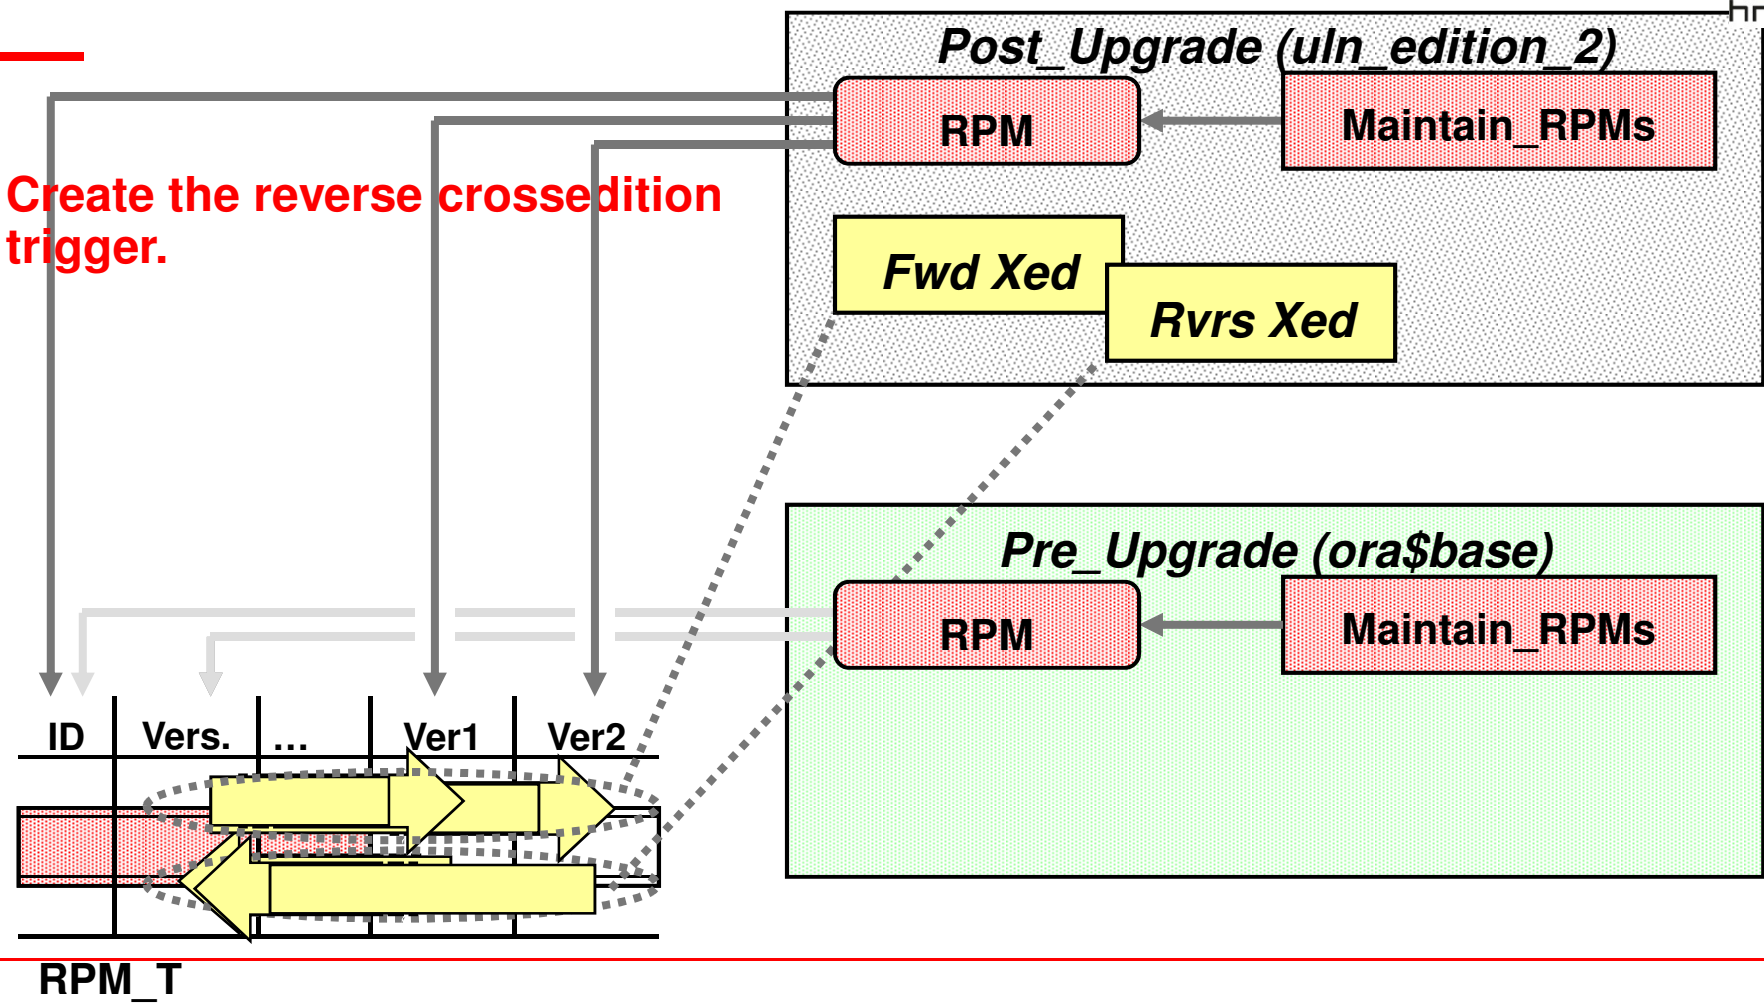 Post_Upgrade (uln_edition_2)
RPM
Maintain_RPMs
Create the reverse crossedition
trigger.
Fwd Xed
Rvrs Xed
Pre_Upgrade (ora$base)
RPM
Maintain_RPMs
ID Vers. ... Ver1 Ver2
RPM_T